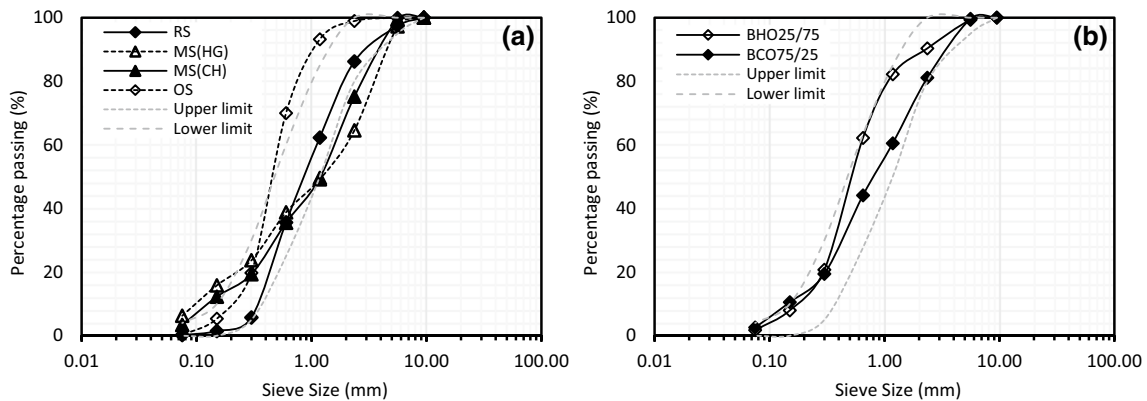 100
80
60
40
20
0
Percentage passing (%)
RS
MS(HG)
MS(CH)
OS
Upper limit
Lower limit
(a)
0.01 0.10 1.00 10.00 100.00
Sieve Size (mm)
100
80
60
40
20
0
Percentage passing (%)
BHO25/75
BCO75/25
Upper limit
Lower limit
(b)
0.01 0.10 1.00 10.00 100.00
Sieve Size (mm)